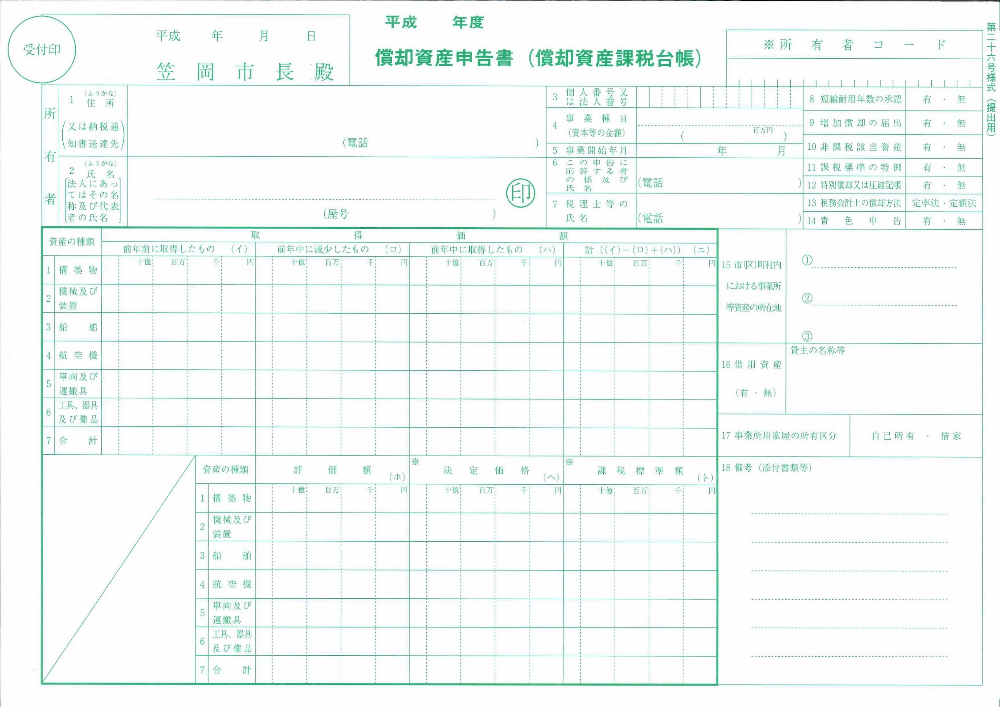 受付印
平成 年 月 日
笠岡市長殿
平成 年度
償却資産申告書（償却資産課税台帳）
※所有者コード
第二十六号様式（提出用）
所有者
1 （ふりがな）
住所
（又は納税通
知書送達先）
（電話 ）
2 （ふりがな）
氏名
法人にあっ
てはその名
称及び代表
者の氏名
印
（屋号 ）
3 個人番号又
は法人番号
4 事業種目
（資本等の金額）
百万円
（ ）
5 事業開始年月
年 月
6 この申告に
応答する者
の係及び
氏名
（電話 ）
7 税理士等の
氏名
（電話 ）
8 短縮耐用年数の承認 有・無
9 増加償却の届出 有・無
10 非課税該当資産 有・無
11 課税標準の特例 有・無
12 特別償却又は圧縮記帳 有・無
13 税務会計上の償却方法 定率法・定額法
14 青色申告 有・無
資産の種類
取得価額
前年前に取得したもの （イ） 前年中に減少したもの （ロ） 前年中に取得したもの （ハ） 計（（イ）－（ロ）＋（ハ）） （ニ）
十億 百万 千 円 十億 百万 千 円 十億 百万 千 円 十億 百万 千 円
1 構築物
2 機械及び
装置
3 船舶
4 航空機
5 車両及び
運搬具
6 工具、器具
及び備品
7 合計
資産の種類 評価額 （ホ） ※ 決定価格 （ヘ） ※ 課税標準額 （ト）
十億 百万 千 円 十億 百万 千 円 十億 百万 千 円
1 構築物
2 機械及び
装置
3 船舶
4 航空機
5 車両及び
運搬具
6 工具、器具
及び備品
7 合計
15 市(区)町村内
における事業所
等資産の所在地
①
②
③
16 借用資産
（有・無）
貸主の名称等
17 事業所用家屋の所有区分 自己所有・借家
18 備考（添付書類等）